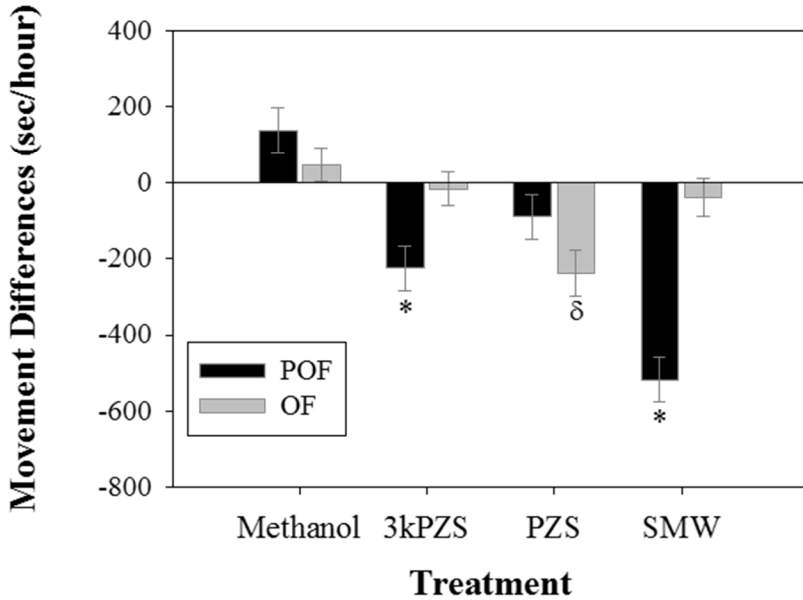 400
200
0
-200
-400
-600
-800
Movement Differences (sec/hour)
*
δ
*
POF
OF
Methanol 3kPZS PZS SMW
Treatment